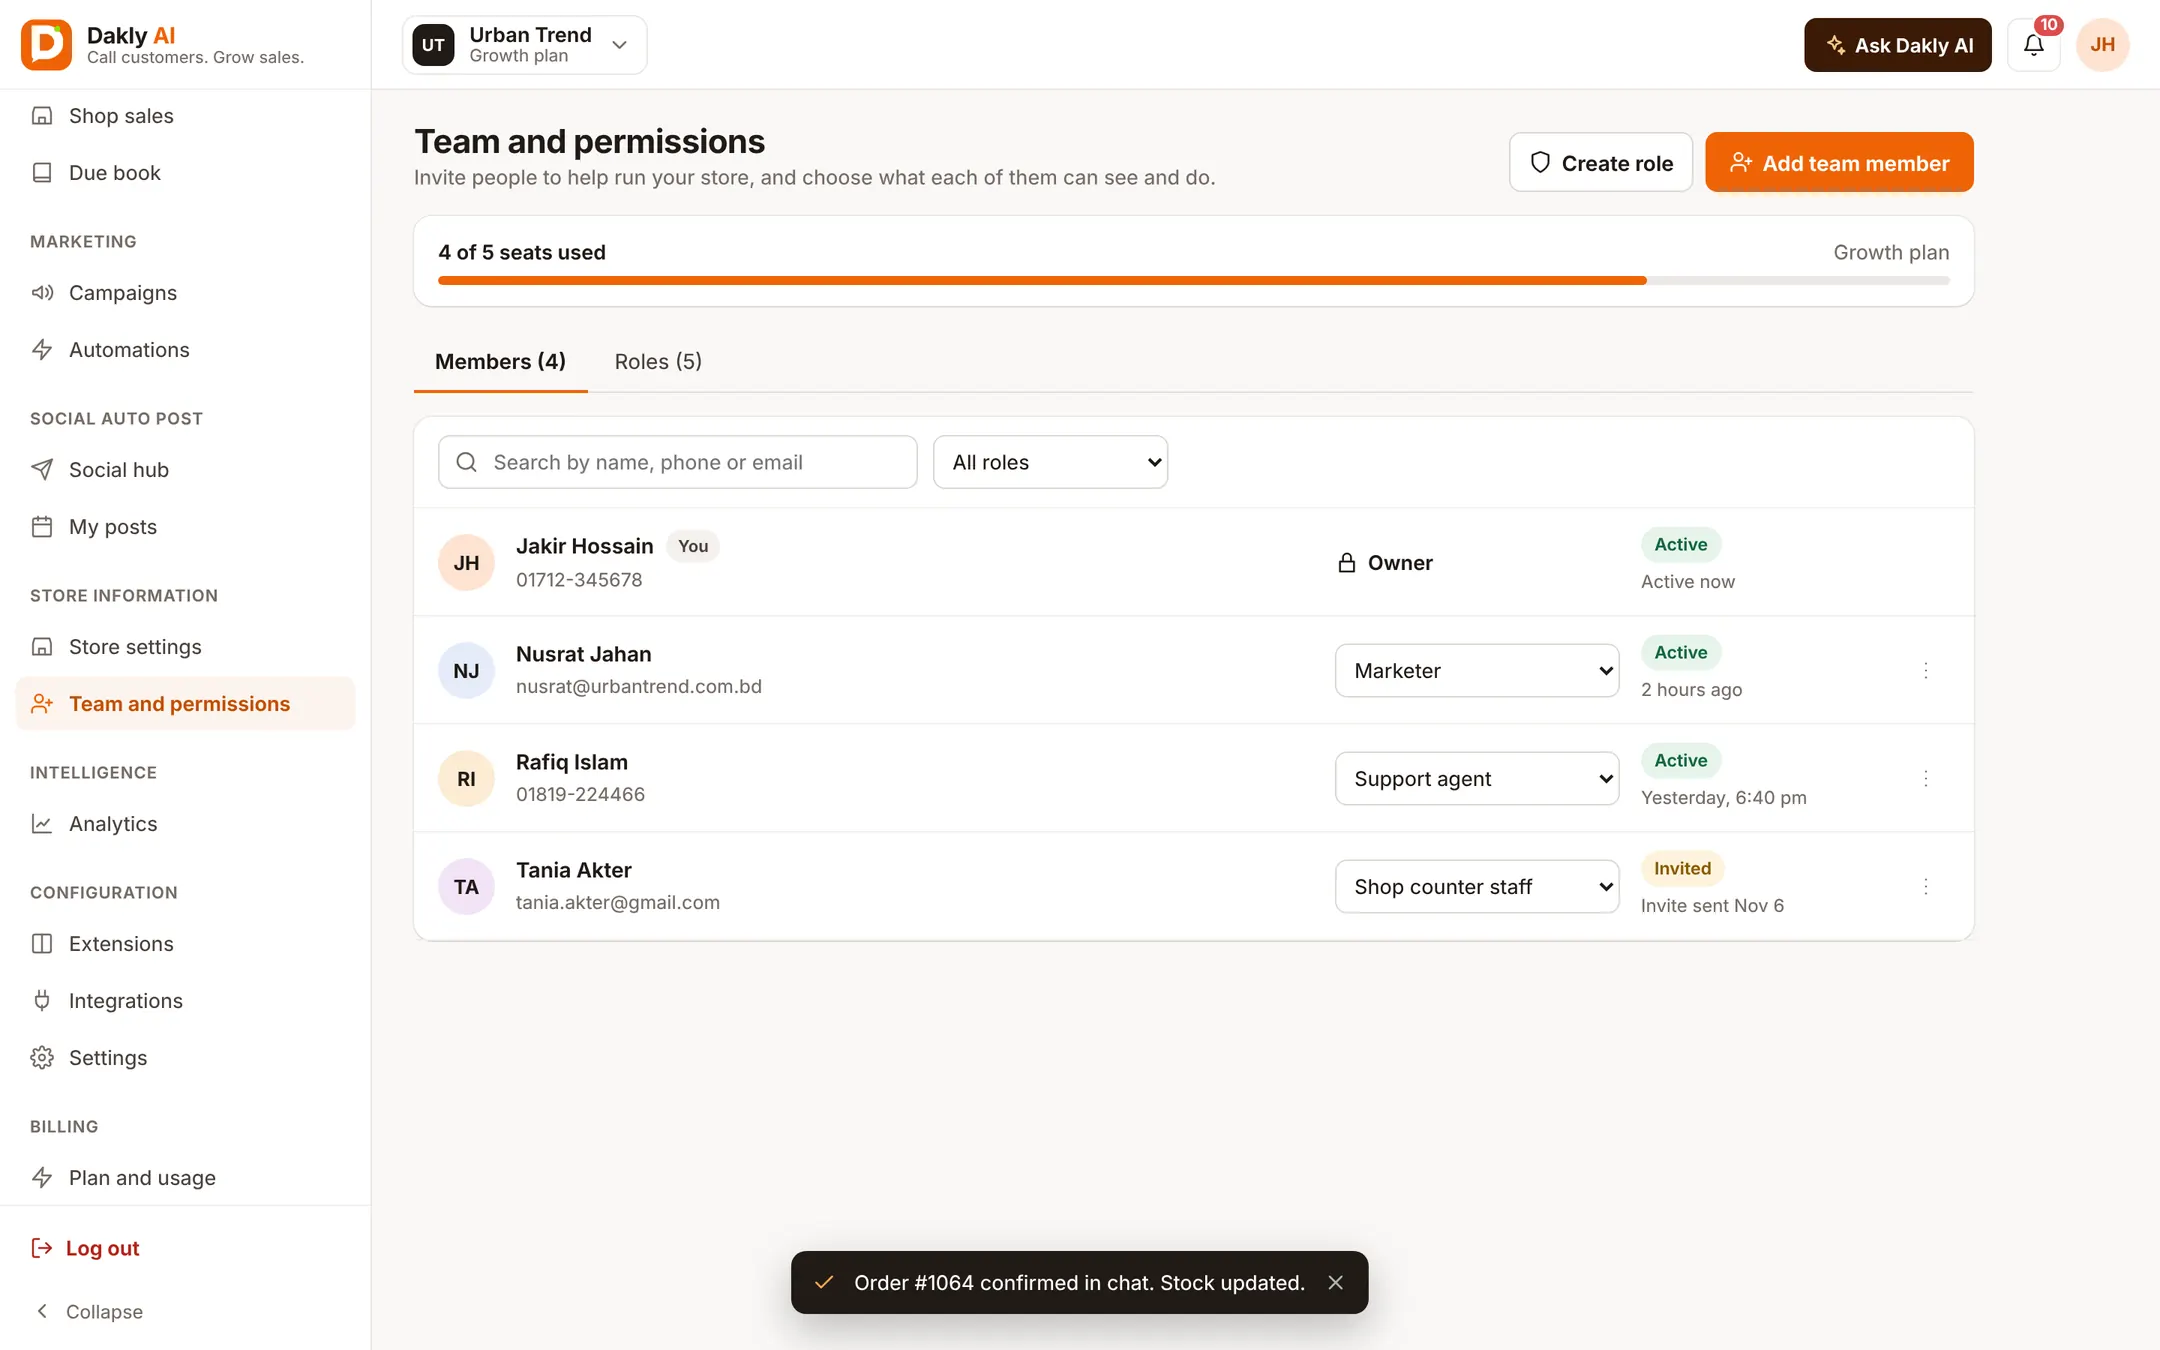 Dakly AI
Call customers. Grow sales.
UT
Urban Trend
Growth plan
Ask Dakly AI
10
JH
Shop sales
Due book
MARKETING
Campaigns
Automations
SOCIAL AUTO POST
Social hub
My posts
STORE INFORMATION
Store settings
Team and permissions
INTELLIGENCE
Analytics
CONFIGURATION
Extensions
Integrations
Settings
BILLING
Plan and usage
Log out
Collapse
Team and permissions
Invite people to help run your store, and choose what each of them can see and do.
Create role
Add team member
4 of 5 seats used
Growth plan
Members (4)
Roles (5)
Search by name, phone or email
All roles
JH
Jakir Hossain
You
01712-345678
Owner
Active
Active now
NJ
Nusrat Jahan
nusrat@urbantrend.com.bd
Marketer
Active
2 hours ago
RI
Rafiq Islam
01819-224466
Support agent
Active
Yesterday, 6:40 pm
TA
Tania Akter
tania.akter@gmail.com
Shop counter staff
Invited
Invite sent Nov 6
Order #1064 confirmed in chat. Stock updated.